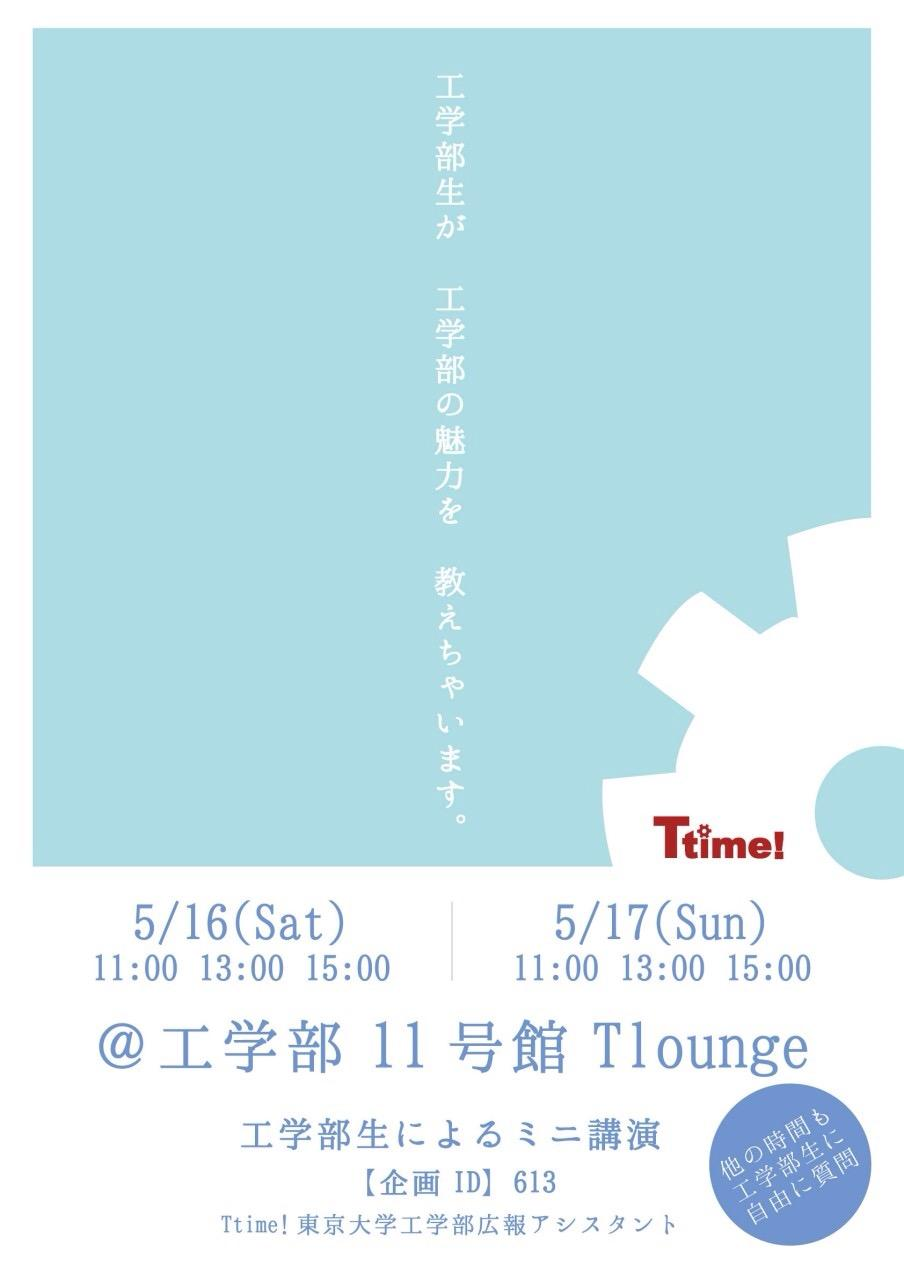 工学部生が　工学部の魅力を　教えちゃいます。
Ttime!
5/16(Sat)
11:00 13:00 15:00
5/17(Sun)
11:00 13:00 15:00
@工学部 11 号館 Tlounge
工学部生によるミニ講演
【企画 ID】613
Ttime! 東京大学工学部広報アシスタント
他の時間も
工学部生に
自由に質問